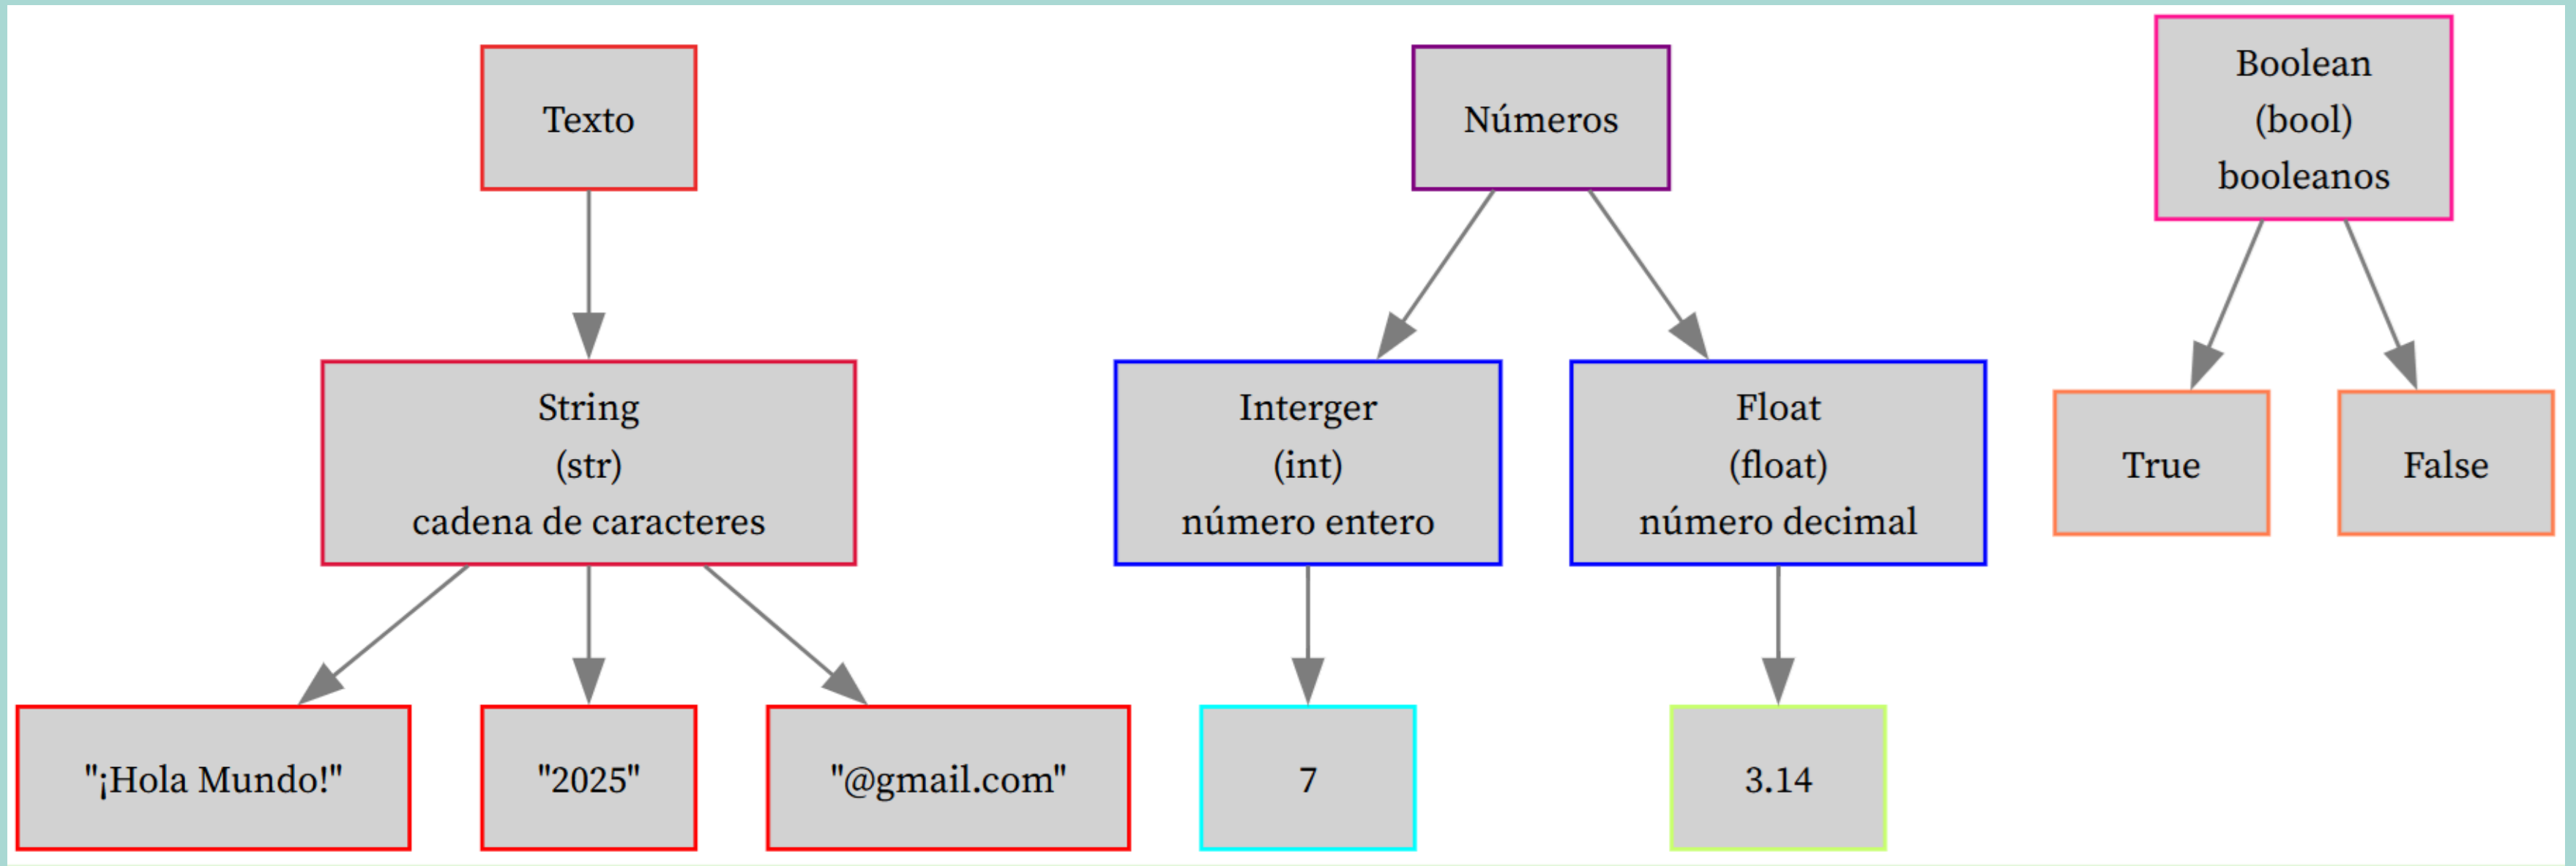 Texto
Números
Boolean
(bool)
booleanos
String
(str)
cadena de caracteres
Interger
(int)
número entero
Float
(float)
número decimal
True
False
"¡Hola Mundo!"
"2025"
"@gmail.com"
7
3.14